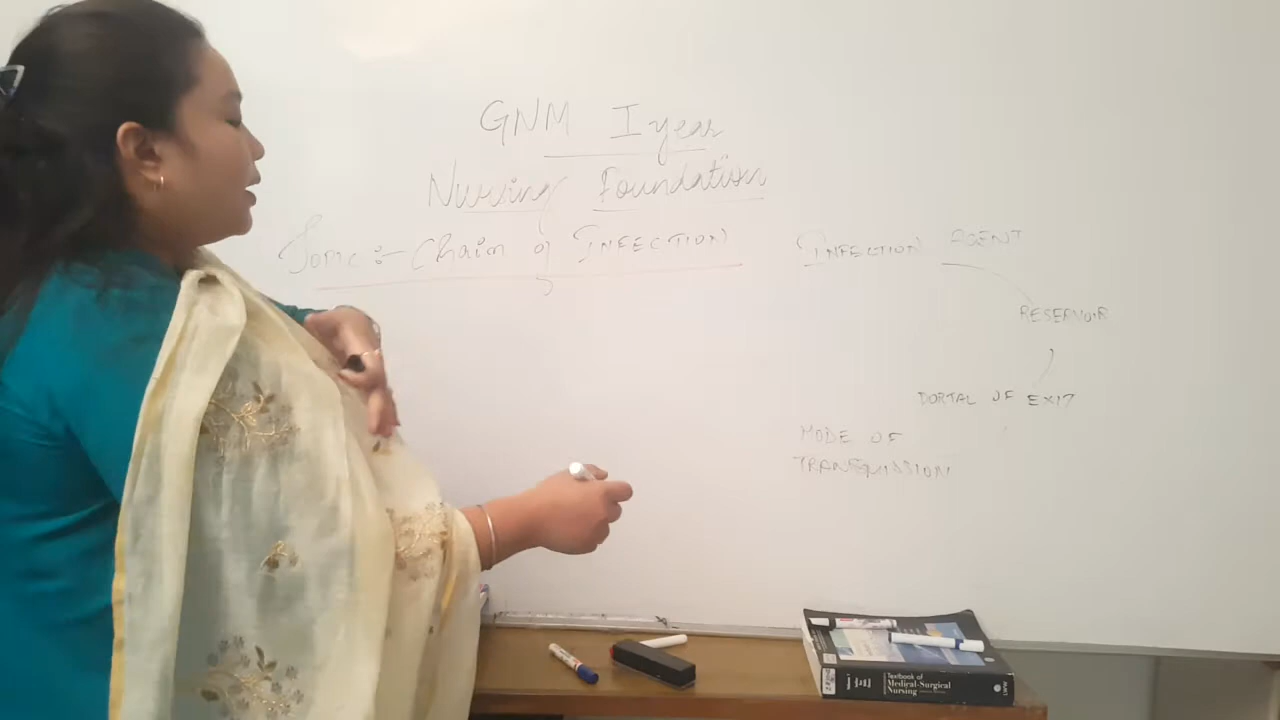 GNM I year
Nursing Foundation
Topic :- Chain of INFECTION
INFECTION AGENT
RESERVOIR
PORTAL OF EXIT
MODE OF
TRANSMISSION
Textbook of
Medical-Surgical
Nursing